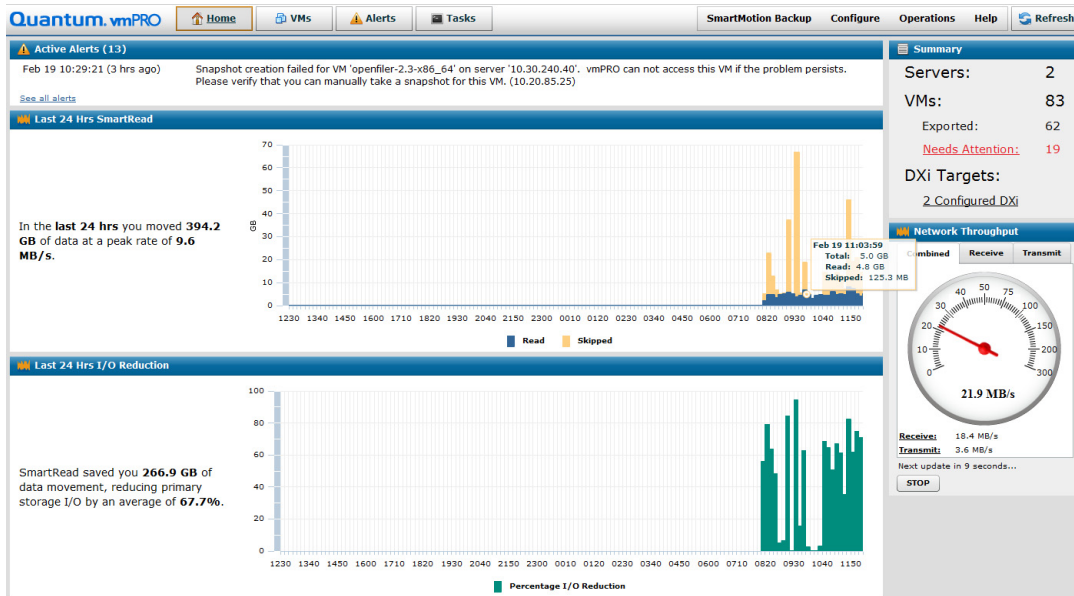 Quantum. vmPRO Home VMs Alerts Tasks SmartMotion Backup Configure Operations Help Refresh
Active Alerts (13)
Feb 19 10:29:21 (3 hrs ago) Snapshot creation failed for VM 'openfiler-2.3-x86_64' on server '10.30.240.40'. vmPRO can not access this VM if the problem persists.
Please verify that you can manually take a snapshot for this VM. (10.20.85.25)
See all alerts
Last 24 Hrs SmartRead
In the last 24 hrs you moved 394.2
GB of data at a peak rate of 9.6
MB/s.
70
60
50
40
30
20
10
0
GB
1230 1340 1450 1600 1710 1820 1930 2040 2150 2300 0010 0120 0230 0340 0450 0600 0710 0820 0930 1040 1150
Feb 19 11:03:59
Total: 5.0 GB
Read: 4.8 GB
Skipped: 125.3 MB
Read Skipped
Last 24 Hrs I/O Reduction
SmartRead saved you 266.9 GB of
data movement, reducing primary
storage I/O by an average of 67.7%.
100
80
60
40
20
0
1230 1340 1450 1600 1710 1820 1930 2040 2150 2300 0010 0120 0230 0340 0450 0600 0710 0820 0930 1040 1150
Percentage I/O Reduction
Summary
Servers: 2
VMs: 83
Exported: 62
Needs Attention: 19
DXi Targets:
2 Configured DXi
Network Throughput
Combined Receive Transmit
0 10 20 30 40 50 75 100 150 200 300
21.9 MB/s
Receive: 18.4 MB/s
Transmit: 3.6 MB/s
Next update in 9 seconds...
STOP